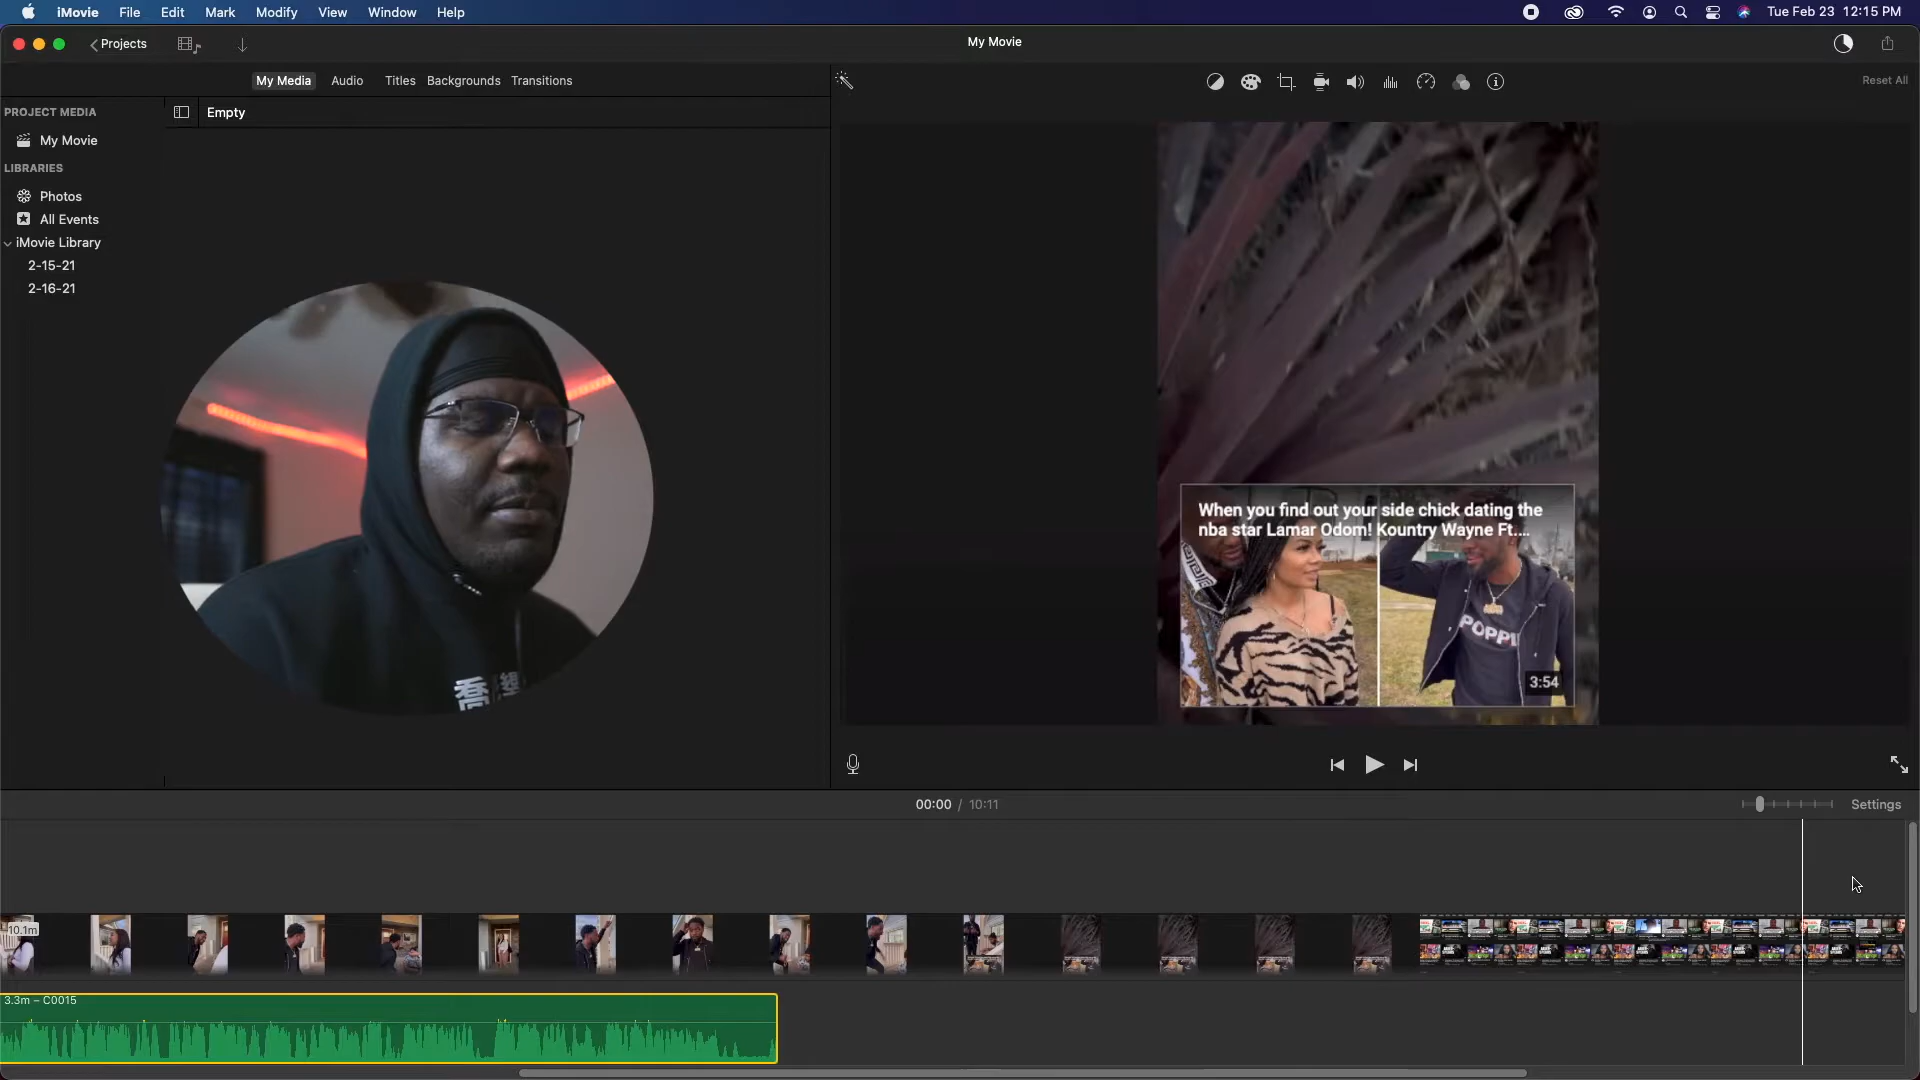 iMovie File Edit Mark Modify View Window Help
Tue Feb 23 12:15 PM
Projects
My Movie
My Media Audio Titles Backgrounds Transitions
Reset All
PROJECT MEDIA
Empty
My Movie
LIBRARIES
Photos
All Events
iMovie Library
2-15-21
2-16-21
When you find out your side chick dating the
nba star Lamar Odom! Kountry Wayne Ft....
POPPI
3:54
00:00 / 10:11
Settings
10.1m
3.3m – C0015